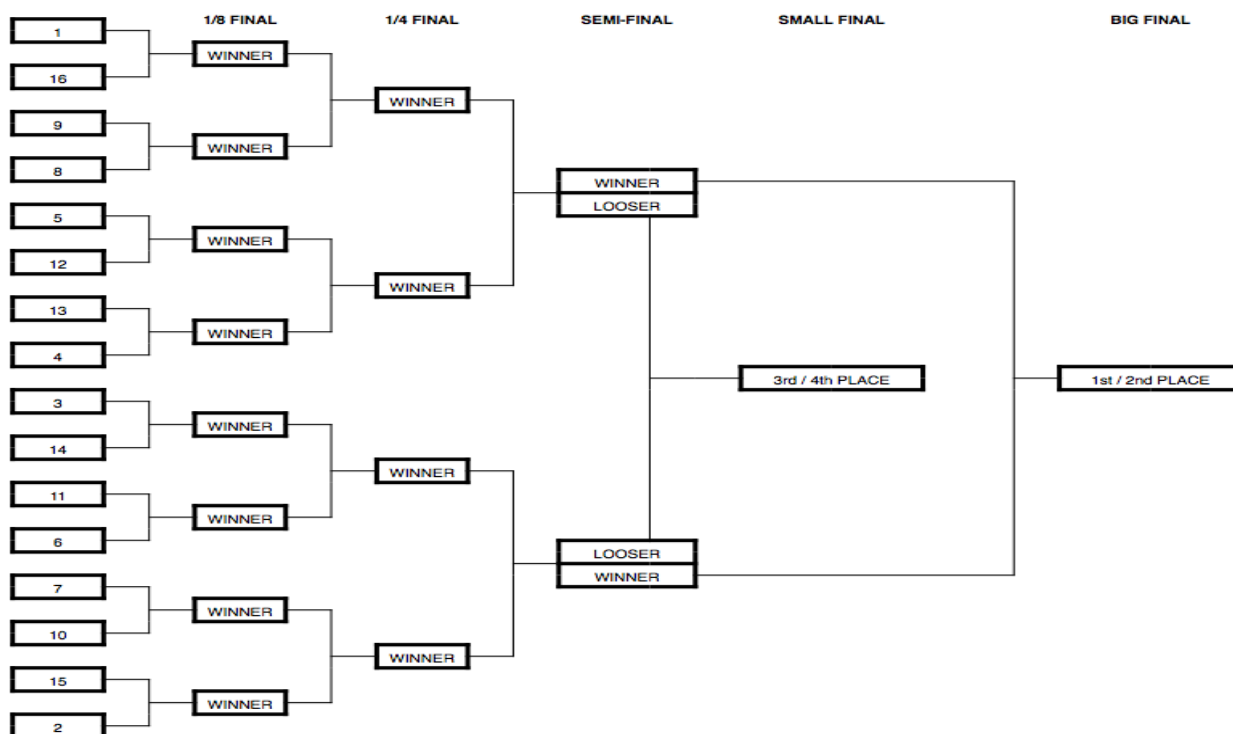 1/8 FINAL 1/4 FINAL SEMI-FINAL SMALL FINAL BIG FINAL
1
WINNER
16
WINNER
9
WINNER
8
WINNER
LOOSER
5
WINNER
12
WINNER
13
WINNER
4
3rd / 4th PLACE 1st / 2nd PLACE
3
WINNER
14
WINNER
11
WINNER
6
LOOSER
WINNER
7
WINNER
10
WINNER
15
WINNER
2